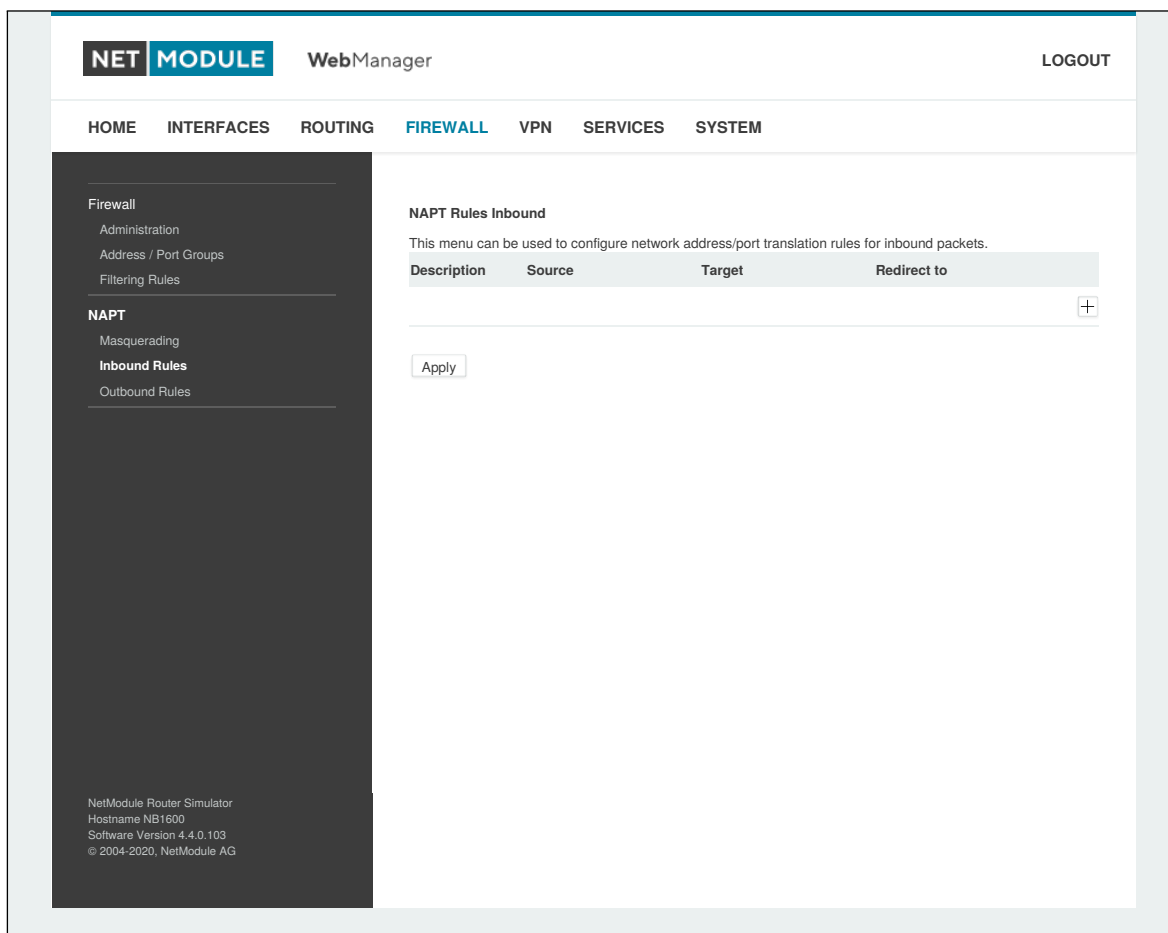 NET MODULE WebManager LOGOUT
HOME INTERFACES ROUTING FIREWALL VPN SERVICES SYSTEM
Firewall
Administration
Address / Port Groups
Filtering Rules
NAPT
Masquerading
Inbound Rules
Outbound Rules
NAPT Rules Inbound
This menu can be used to configure network address/port translation rules for inbound packets.
Description Source Target Redirect to
Apply
NetModule Router Simulator
Hostname NB1600
Software Version 4.4.0.103
© 2004-2020, NetModule AG